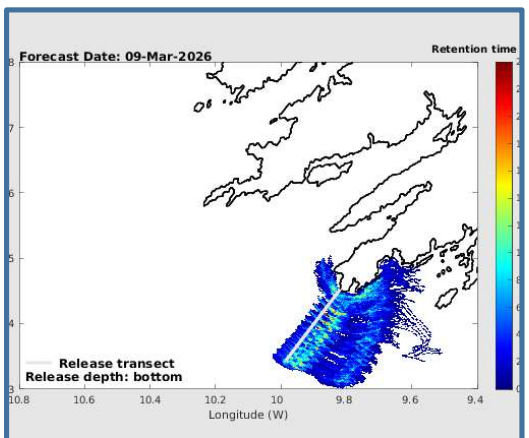 Forecast Date: 09-Mar-2026
Retention time
8
7
6
5
4
3
Release transect
Release depth: bottom
10.8 10.6 10.4 10.2 10 9.8 9.6 9.4
Longitude (W)